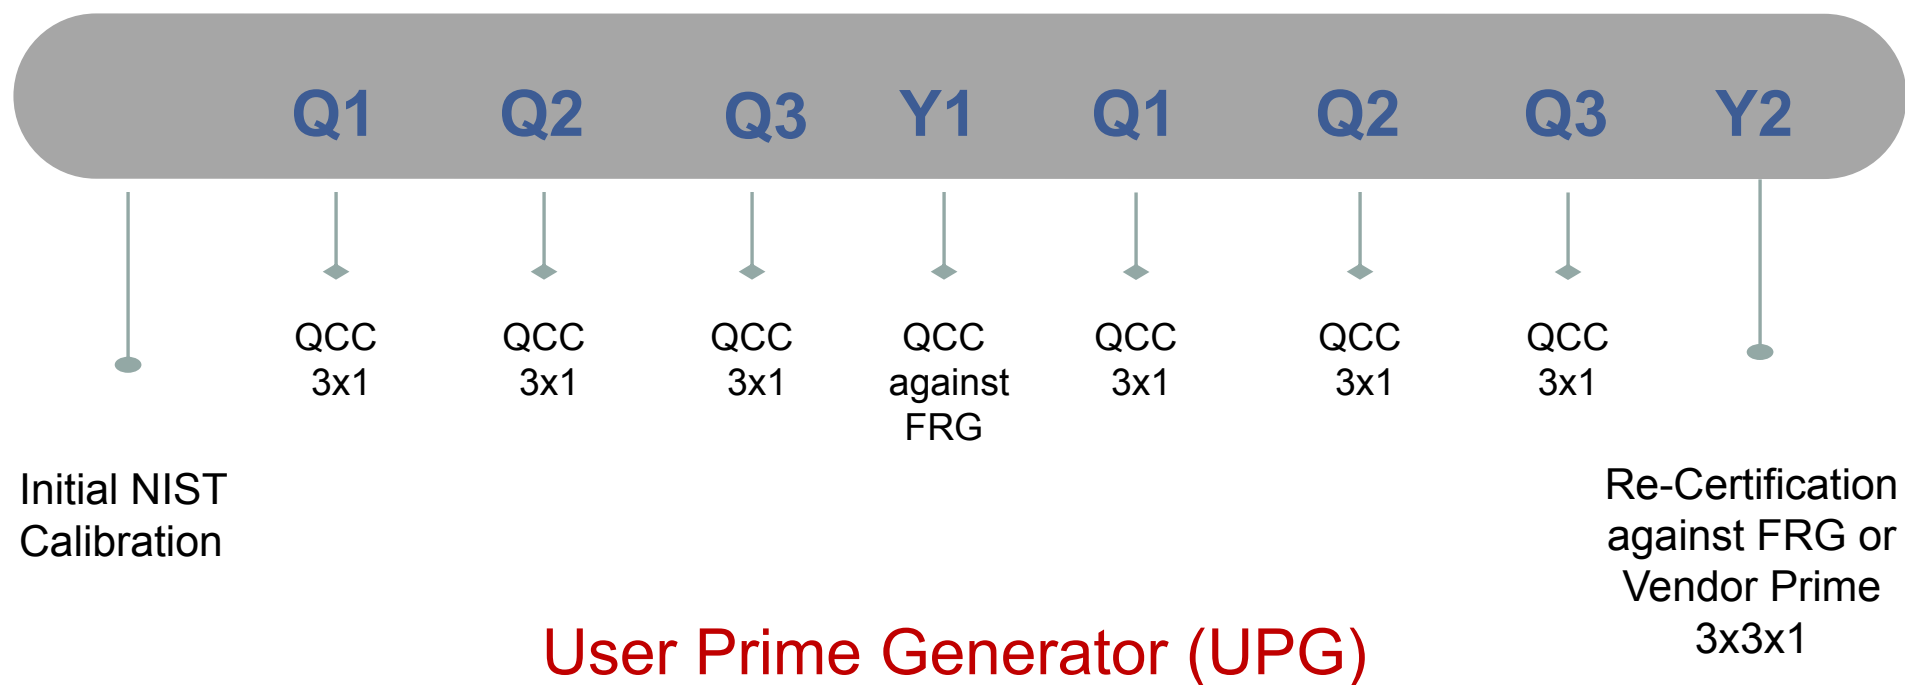 Q1 Q2 Q3 Y1 Q1 Q2 Q3 Y2
QCC
3x1
QCC
3x1
QCC
3x1
QCC
against
FRG
QCC
3x1
QCC
3x1
QCC
3x1
Initial NIST
Calibration
Re-Certification
against FRG or
Vendor Prime
3x3x1
User Prime Generator (UPG)